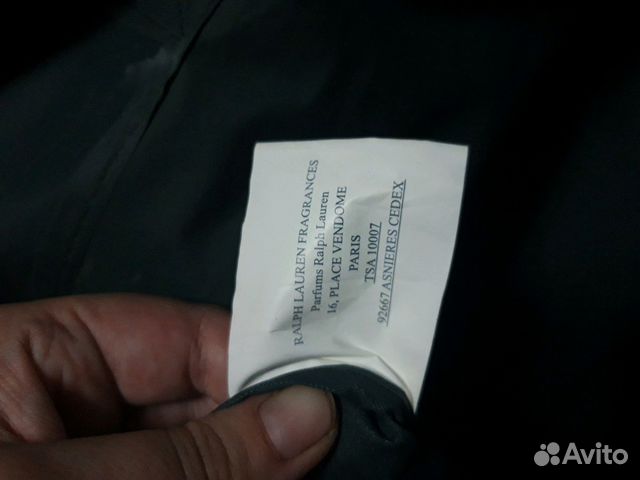 RALPH LAUREN FRAGRANCES
Parfums Ralph Lauren
16, PLACE VENDOME
PARIS
TSA 10007
92667 ASNIERES CEDEX
Avito